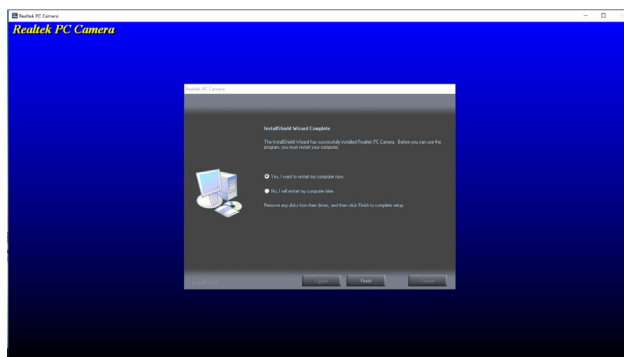 Realtek PC Camera
Realtek PC Camera
Realtek PC Camera
InstallShield Wizard Complete
The InstallShield Wizard has successfully installed Realtek PC Camera. Before you can use the
program, you must restart your computer.
Yes, I want to restart my computer now.
No, I will restart my computer later.
Remove any disks from their drives, and then click Finish to complete setup.
InstallShield
< Back
Finish
Cancel